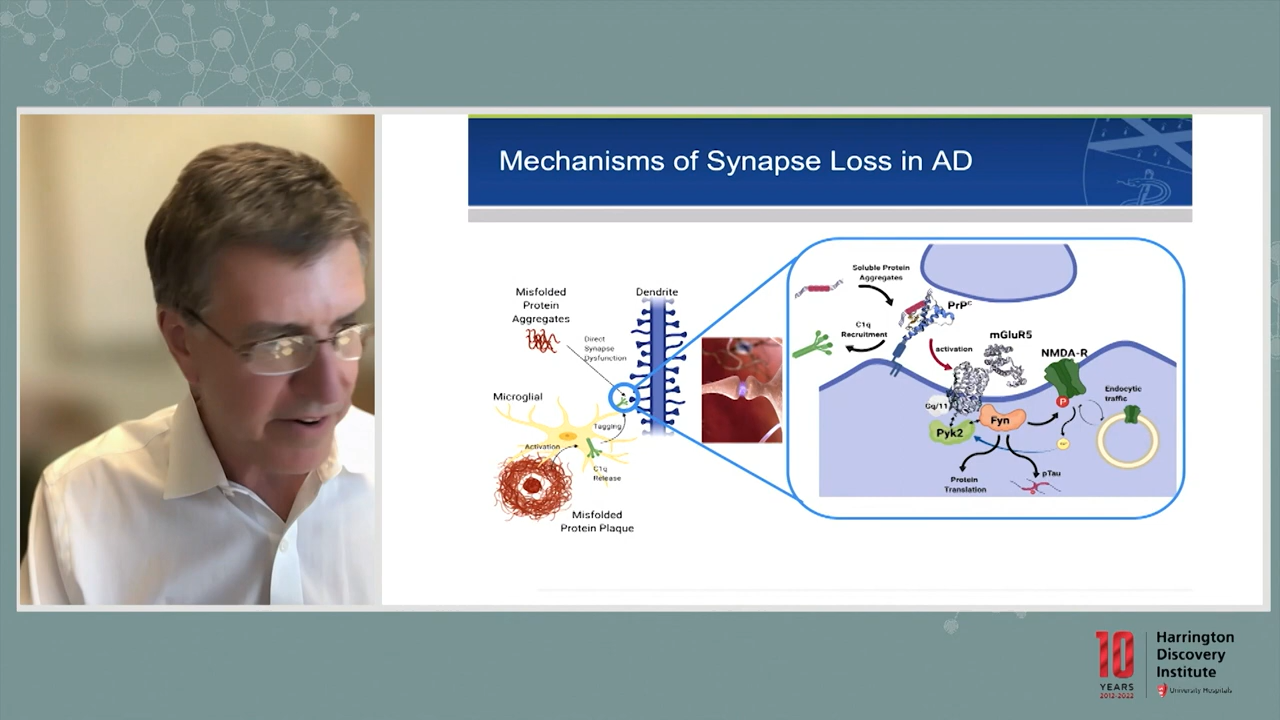 Mechanisms of Synapse Loss in AD
Misfolded
Protein
Aggregates
Dendrite
Direct
Synapse
Dysfunction
Microglial
Tagging
Activation
C1q
Release
Misfolded
Protein Plaque
Soluble Protein
Aggregates
PrPᶜ
C1q
Recruitment
mGluR5
activation
NMDA-R
P
Endocytic
traffic
Gq/11
Fyn
Pyk2
pTau
Protein
Translation
10
YEARS
2012-2022
Harrington
Discovery
Institute
University Hospitals